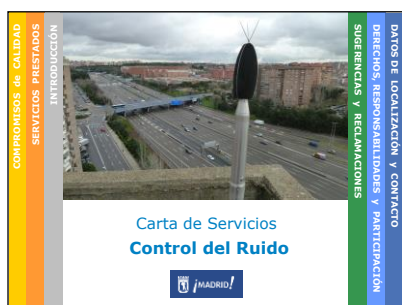 COMPROMISOS de CALIDAD
SERVICIOS PRESTADOS
INTRODUCCIÓN
SUGERENCIAS y RECLAMACIONES
DERECHOS, RESPONSABILIDADES y PARTICIPACIÓN
DATOS DE LOCALIZACIÓN y CONTACTO
Carta de Servicios
Control del Ruido
¡MADRID!